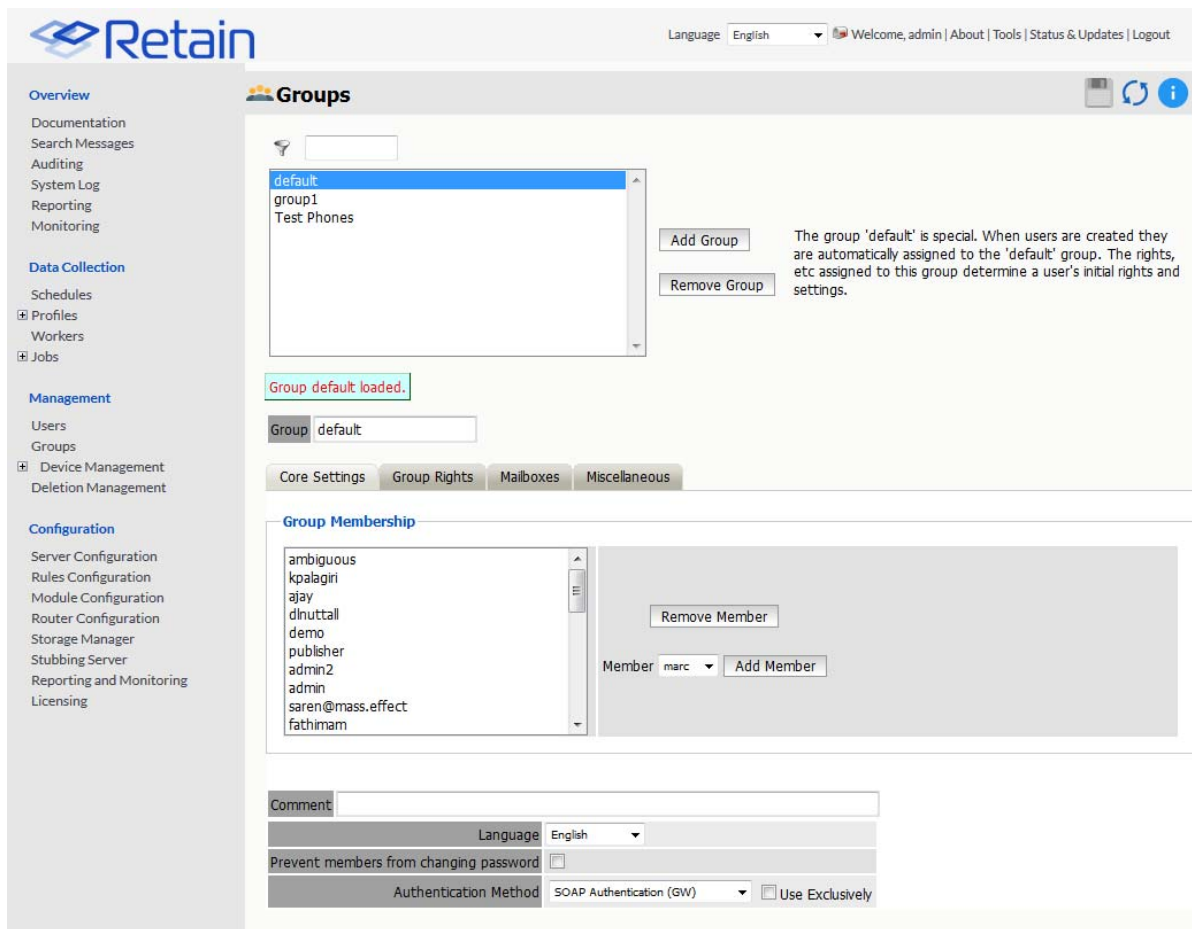 Retain
Language English Welcome, admin | About | Tools | Status & Updates | Logout
Overview
Documentation
Search Messages
Auditing
System Log
Reporting
Monitoring
Data Collection
Schedules
Profiles
Workers
Jobs
Management
Users
Groups
Device Management
Deletion Management
Configuration
Server Configuration
Rules Configuration
Module Configuration
Router Configuration
Storage Manager
Stubbing Server
Reporting and Monitoring
Licensing
Groups
default
group1
Test Phones
Add Group
Remove Group
The group 'default' is special. When users are created they
are automatically assigned to the 'default' group. The rights,
etc assigned to this group determine a user's initial rights and
settings.
Group default loaded.
Group default
Core Settings Group Rights Mailboxes Miscellaneous
Group Membership
ambiguous
kpalagiri
ajay
dlnuttall
demo
publisher
admin2
admin
saren@mass.effect
fathimam
Remove Member
Member marc Add Member
Comment
Language English
Prevent members from changing password
Authentication Method SOAP Authentication (GW) Use Exclusively